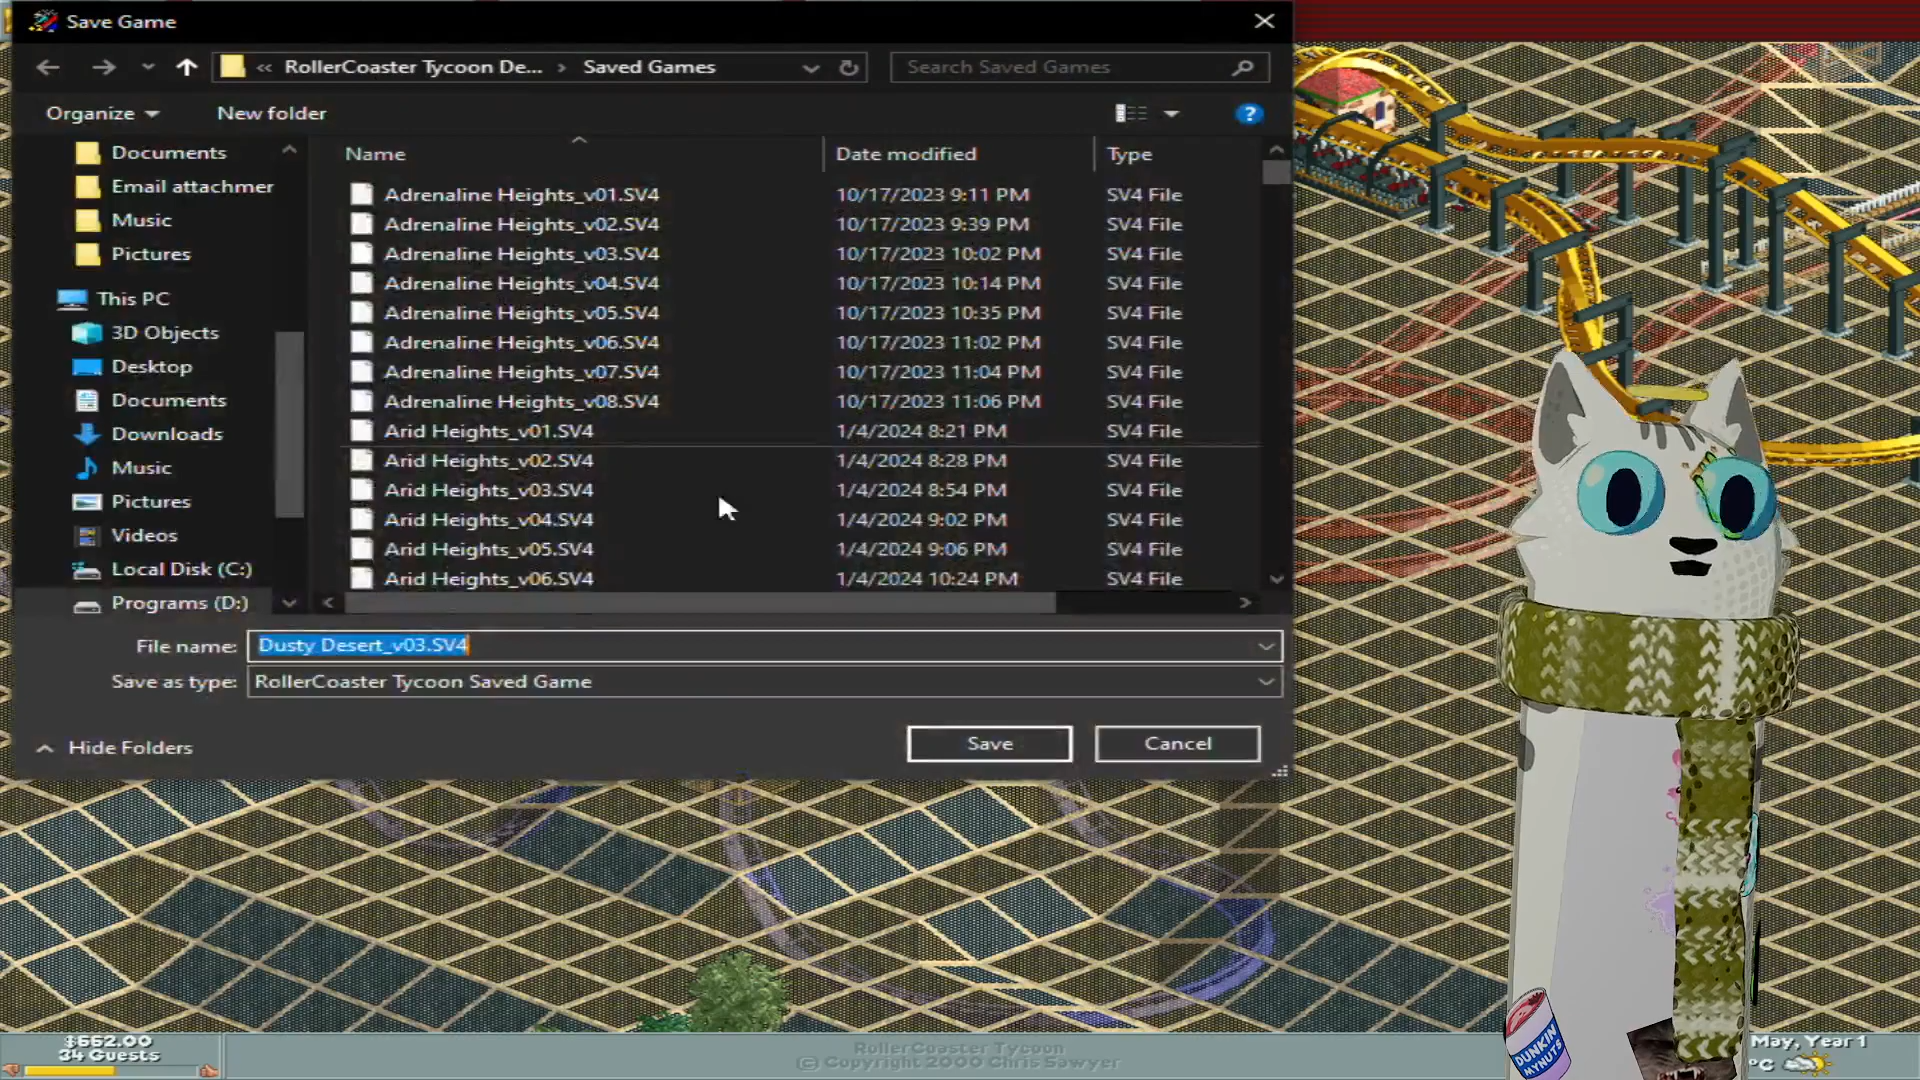 Save Game
« RollerCoaster Tycoon De... › Saved Games
Search Saved Games
Organize
New folder
Documents
Email attachmer
Music
Pictures
This PC
3D Objects
Desktop
Documents
Downloads
Music
Pictures
Videos
Local Disk (C:)
Programs (D:)
Name Date modified Type
Adrenaline Heights_v01.SV4 10/17/2023 9:11 PM SV4 File
Adrenaline Heights_v02.SV4 10/17/2023 9:39 PM SV4 File
Adrenaline Heights_v03.SV4 10/17/2023 10:02 PM SV4 File
Adrenaline Heights_v04.SV4 10/17/2023 10:14 PM SV4 File
Adrenaline Heights_v05.SV4 10/17/2023 10:35 PM SV4 File
Adrenaline Heights_v06.SV4 10/17/2023 11:02 PM SV4 File
Adrenaline Heights_v07.SV4 10/17/2023 11:04 PM SV4 File
Adrenaline Heights_v08.SV4 10/17/2023 11:06 PM SV4 File
Arid Heights_v01.SV4 1/4/2024 8:21 PM SV4 File
Arid Heights_v02.SV4 1/4/2024 8:28 PM SV4 File
Arid Heights_v03.SV4 1/4/2024 8:54 PM SV4 File
Arid Heights_v04.SV4 1/4/2024 9:02 PM SV4 File
Arid Heights_v05.SV4 1/4/2024 9:06 PM SV4 File
Arid Heights_v06.SV4 1/4/2024 10:24 PM SV4 File
File name: Dusty Desert_v03.SV4
Save as type: RollerCoaster Tycoon Saved Game
Hide Folders
Save
Cancel
$662.00
34 Guests
RollerCoaster Tycoon
© Copyright 2000 Chris Sawyer
DUNKIN
MYNUTS
May, Year 1
°C